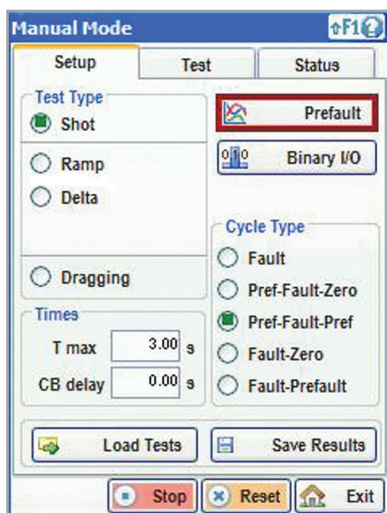 Manual Mode
F1
Setup
Test
Status
Test Type
Shot
Ramp
Delta
Dragging
Prefault
010
Binary I/O
Cycle Type
Fault
Pref-Fault-Zero
Pref-Fault-Pref
Fault-Zero
Fault-Prefault
Times
T max 3.00 s
CB delay 0.00 s
Load Tests
Save Results
Stop
Reset
Exit